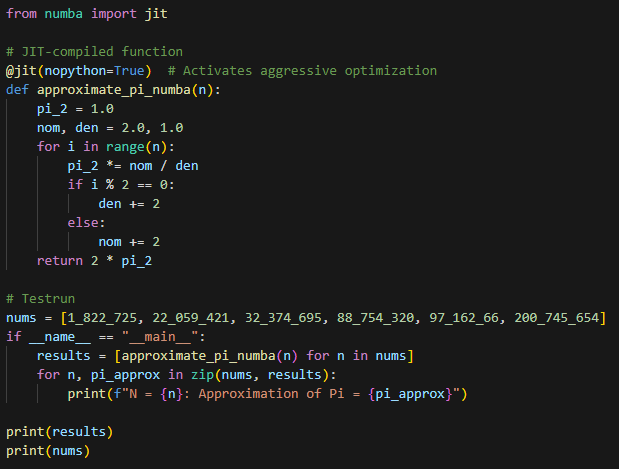 from numba import jit
# JIT-compiled function
@jit(nopython=True)  # Activates aggressive optimization
def approximate_pi_numba(n):
    pi_2 = 1.0
    nom, den = 2.0, 1.0
    for i in range(n):
        pi_2 *= nom / den
        if i % 2 == 0:
            den += 2
        else:
            nom += 2
    return 2 * pi_2
# Testrun
nums = [1_822_725, 22_059_421, 32_374_695, 88_754_320, 97_162_66, 200_745_654]
if __name__ == "__main__":
    results = [approximate_pi_numba(n) for n in nums]
    for n, pi_approx in zip(nums, results):
        print(f"N = {n}: Approximation of Pi = {pi_approx}")
print(results)
print(nums)